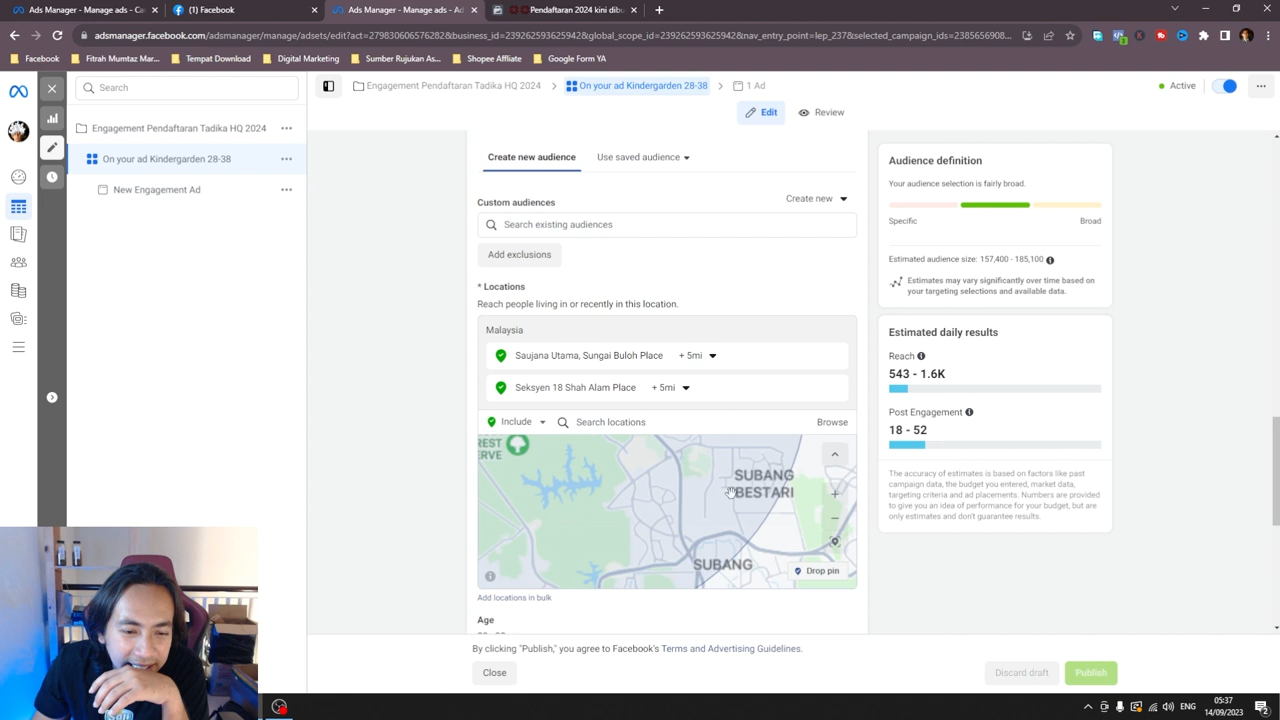 Ads Manager - Manage ads - C
(1) Facebook
Ads Manager - Manage ads - Ad
Pendaftaran 2024 kini dibu
adsmanager.facebook.com/adsmanager/manage/assets/edit?act=279830606576282&business_id=239262593625942&global_scope_id=239262593625942&nav_entry_point=lep_237&selected_campaign_ids=2385656908...
Facebook
Fitrah Mumtaz Mar...
Tempat Download
Digital Marketing
Sumber Rujukan Em...
Shopee Affliate
Google Form YA
Search
Engagement Pendaftaran Tadika HQ 2024
On your ad Kindergarden 28-38
1 Ad
Active
Edit
Review
Engagement Pendaftaran Tadika HQ 2024
On your ad Kindergarden 28-38
New Engagement Ad
Create new audience
Use saved audience
Custom audiences
Create new
Search existing audiences
Add exclusions
* Locations
Reach people living in or recently in this location.
Malaysia
Saujana Utama, Sungai Buloh Place + 5mi
Seksyen 18 Shah Alam Place + 5mi
Include
Search locations
Browse
REST
ERVE
SUBANG
BESTARI
SUBANG
Drop pin
Add locations in bulk
Age
Audience definition
Your audience selection is fairly broad.
Specific
Broad
Estimated audience size: 157,400 - 185,100
Estimates may vary significantly over time based on
your targeting selections and available data.
Estimated daily results
Reach
543 - 1.6K
Post Engagement
18 - 52
The accuracy of estimates is based on factors like past
campaign data, the budget you entered, market data,
targeting criteria and ad placements. Numbers are provided
to give you an idea of performance for your budget, but are
only estimates and don't guarantee results.
By clicking "Publish," you agree to Facebook's Terms and Advertising Guidelines.
Close
Discard draft
Publish
ENG
05:37
14/09/2023